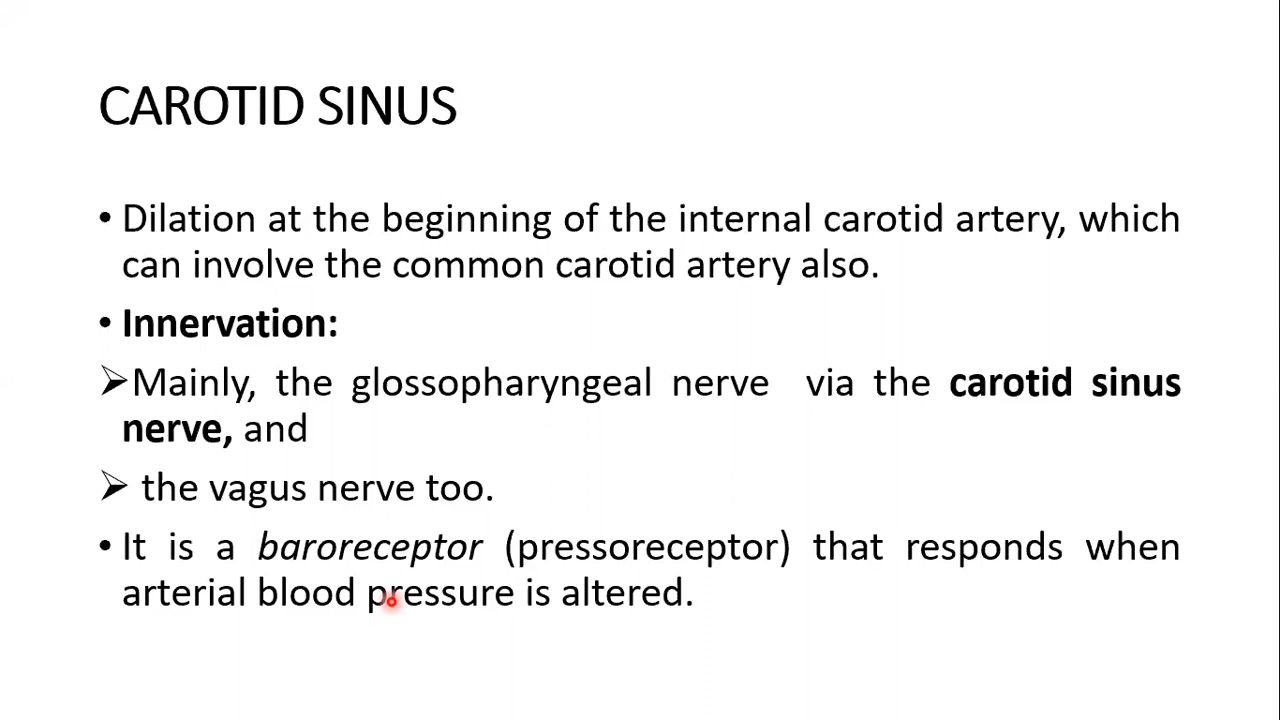 CAROTID SINUS
• Dilation at the beginning of the internal carotid artery, which
can involve the common carotid artery also.
• Innervation:
➢Mainly, the glossopharyngeal nerve via the carotid sinus
nerve, and
➢ the vagus nerve too.
• It is a baroreceptor (pressoreceptor) that responds when
arterial blood pressure is altered.